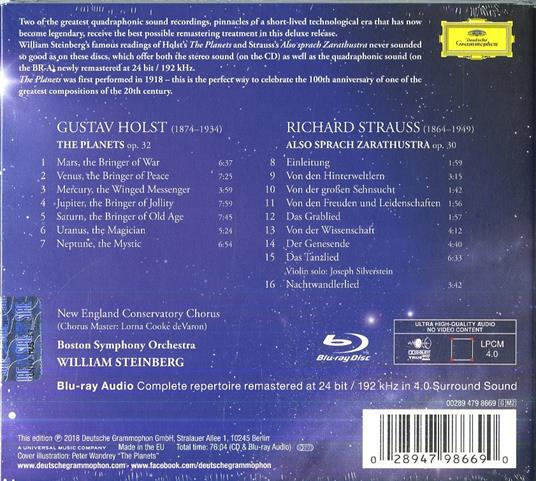 Two of the greatest quadraphonic sound recordings, pinnacles of a short-lived technological era that has now
become legendary, receive the best possible remastering treatment in this deluxe release.
William Steinberg's famous readings of Holst's The Planets and Strauss's Also sprach Zarathustra never sounded
so good as on these discs, which offer both the stereo sound (on the CD) as well as the quadraphonic sound (on
the BR-A) newly remastered at 24 bit / 192 kHz.
The Planets was first performed in 1918 – this is the perfect way to celebrate the 100th anniversary of one of the
greatest compositions of the 20th century.
Deutsche
Grammophon
GUSTAV HOLST (1874–1934)
THE PLANETS op. 32
1 Mars, the Bringer of War 6:37
2 Venus, the Bringer of Peace 7:25
3 Mercury, the Winged Messenger 3:59
4 Jupiter, the Bringer of Jollity 7:59
5 Saturn, the Bringer of Old Age 7:45
6 Uranus, the Magician 5:24
7 Neptune, the Mystic 6:54
RICHARD STRAUSS (1864–1949)
ALSO SPRACH ZARATHUSTRA op. 30
8 Einleitung 1:59
9 Von den Hinterweltlern 3:15
10 Von der großen Sehnsucht 1:42
11 Von den Freuden und Leidenschaften 1:56
12 Das Grablied 1:57
13 Von der Wissenschaft 4:12
14 Der Genesende 4:40
15 Das Tanzlied 6:33
Violin solo: Joseph Silverstein
16 Nachtwandlerlied 3:42
New England Conservatory Chorus
(Chorus Master: Lorna Cooke deVaron)
Boston Symphony Orchestra
WILLIAM STEINBERG
Blu-ray Disc
ULTRA HIGH-QUALITY AUDIO
NO VIDEO CONTENT
LPCM
4.0
Blu-ray Audio Complete repertoire remastered at 24 bit / 192 kHz in 4.0 Surround Sound
00289 479 8669 GM2
This edition ℗ 2018 Deutsche Grammophon GmbH, Stralauer Allee 1, 10245 Berlin
A UNIVERSAL MUSIC COMPANY Made in the EU Total time: 76:04 (CD & Blu-ray Audio)
Cover illustration: Peter Wandrey "The Planets"
www.deutschegrammophon.com – www.facebook.com/deutschegrammophon
0 28947 98669 0